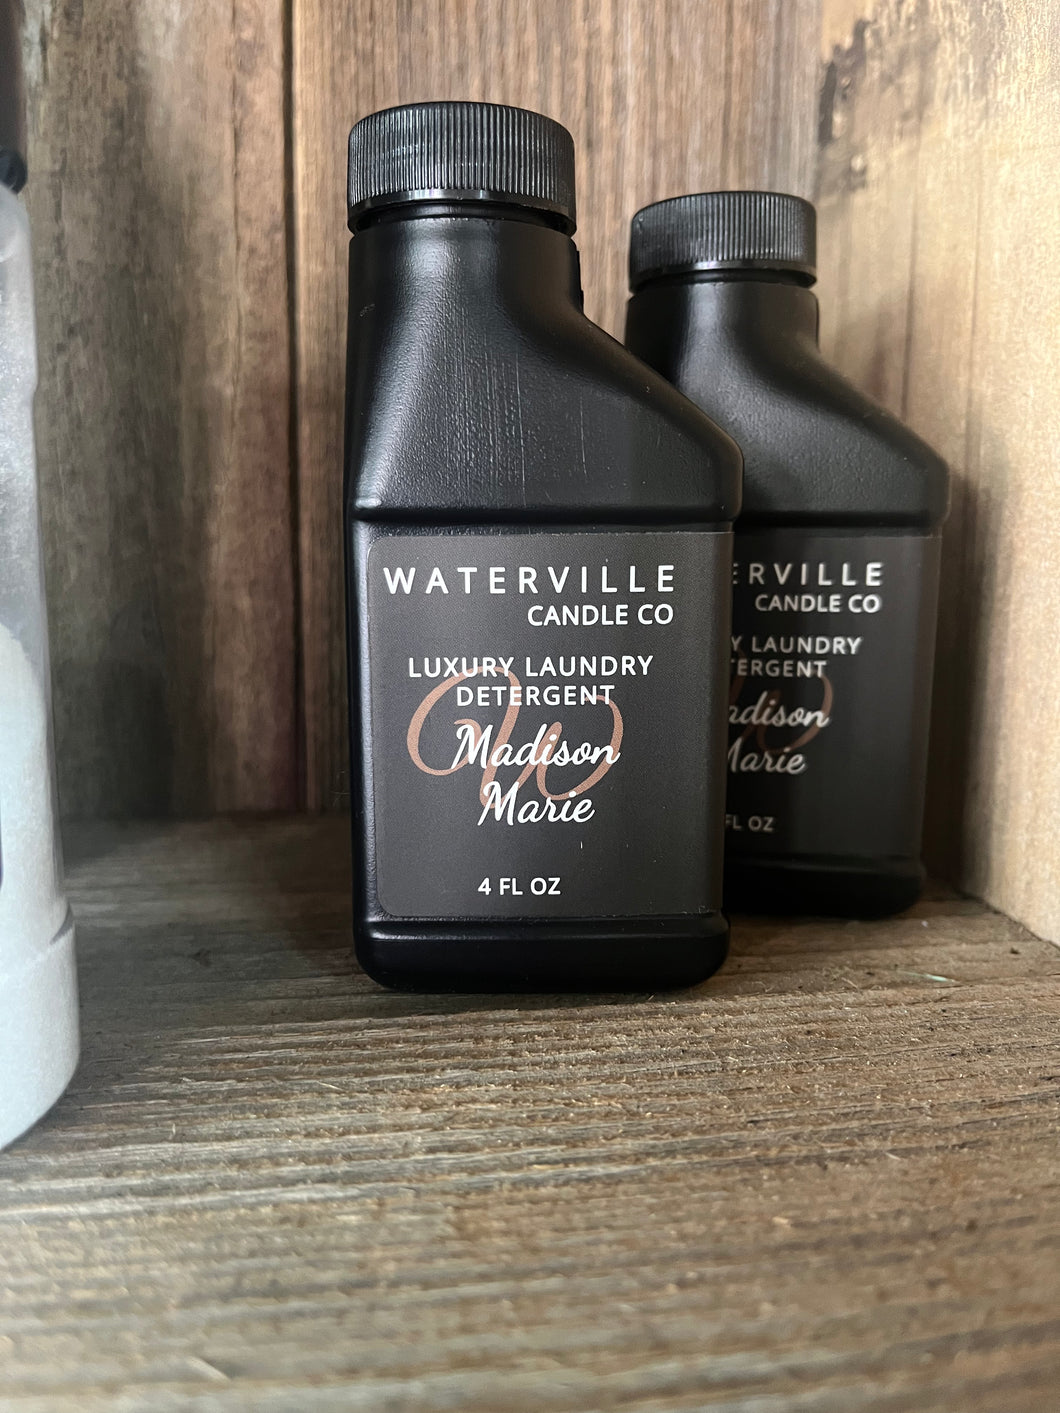 WATERVILLE
CANDLE CO
LUXURY LAUNDRY
DETERGENT
Madison
Marie
4 FL OZ
ERVILLE
CANDLE CO
Y LAUNDRY
TERGENT
adison
Marie
FL OZ